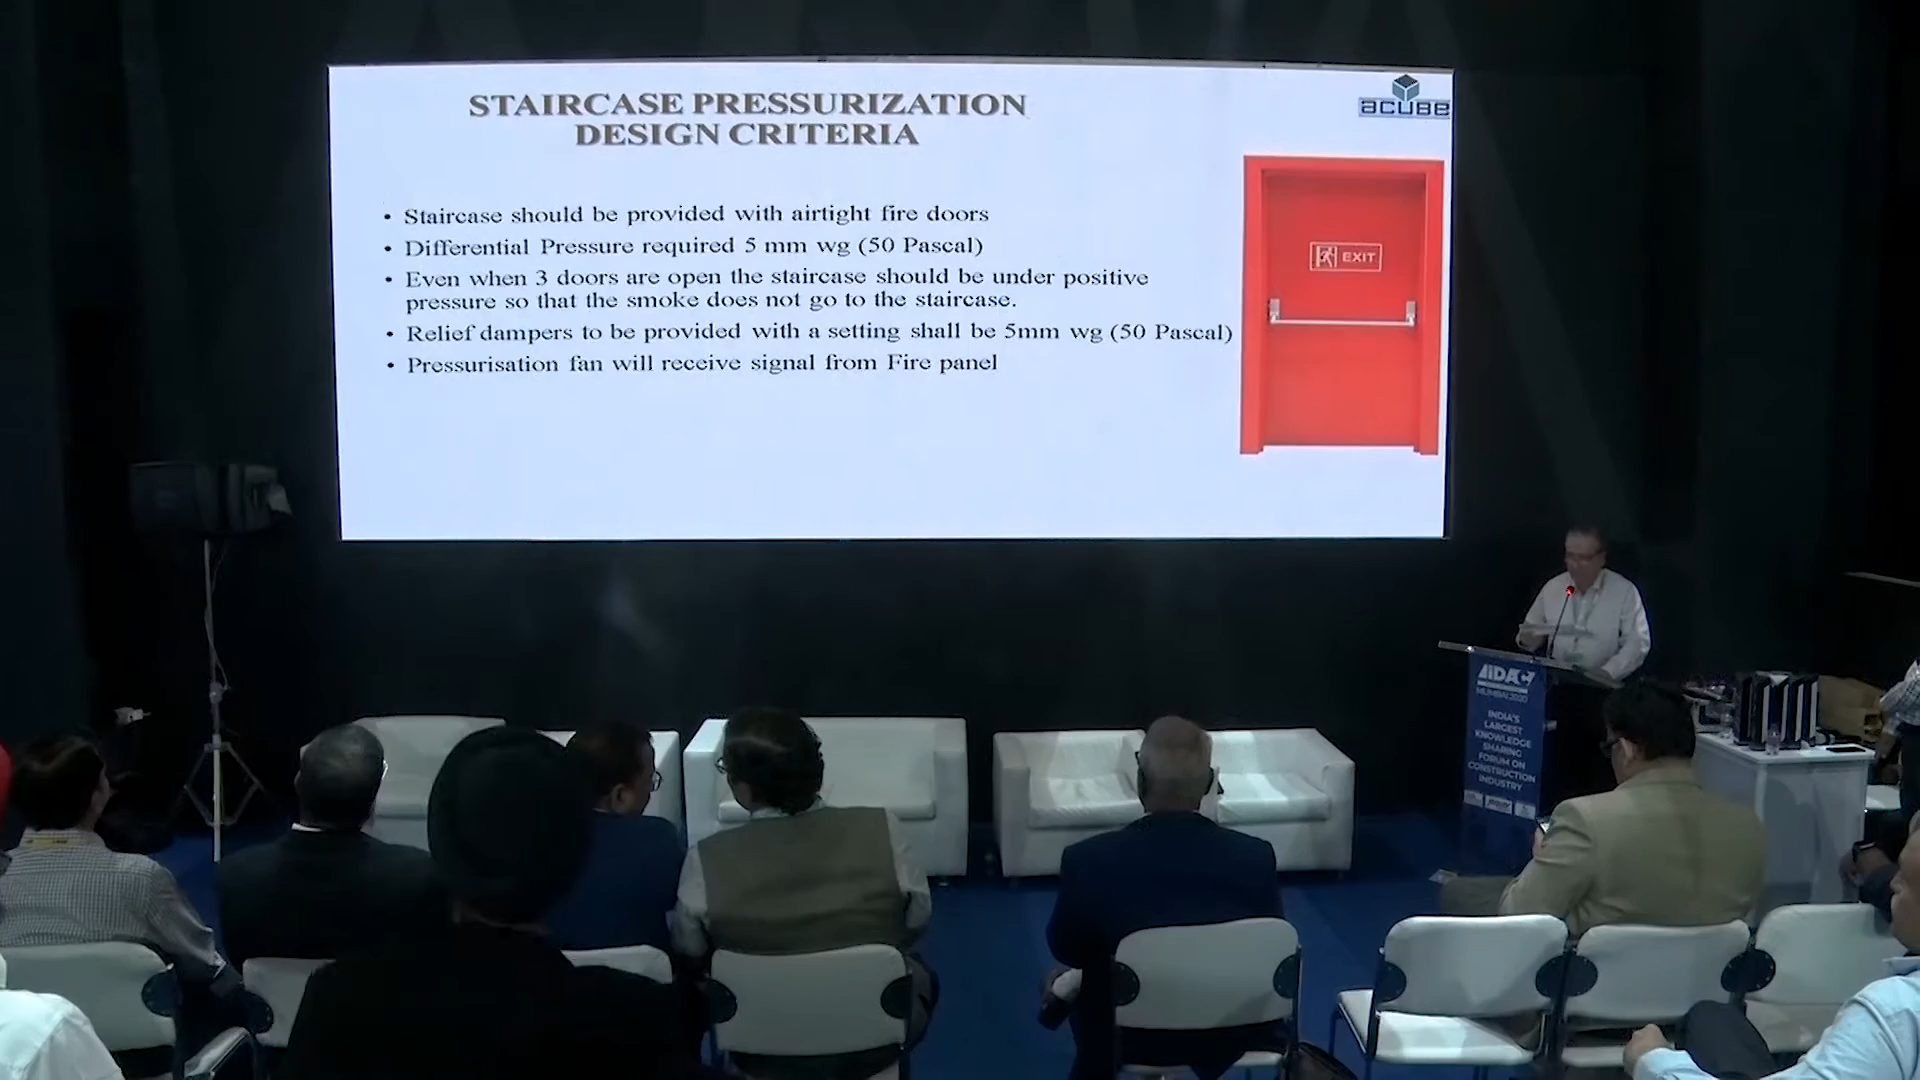 STAIRCASE PRESSURIZATION
DESIGN CRITERIA
acube
• Staircase should be provided with airtight fire doors
• Differential Pressure required 5 mm wg (50 Pascal)
• Even when 3 doors are open the staircase should be under positive
pressure so that the smoke does not go to the staircase.
• Relief dampers to be provided with a setting shall be 5mm wg (50 Pascal)
• Pressurisation fan will receive signal from Fire panel
EXIT
AIDAC
MUMBAI 2020
INDIA'S
LARGEST
KNOWLEDGE
SHARING
FORUM ON
CONSTRUCTION
INDUSTRY